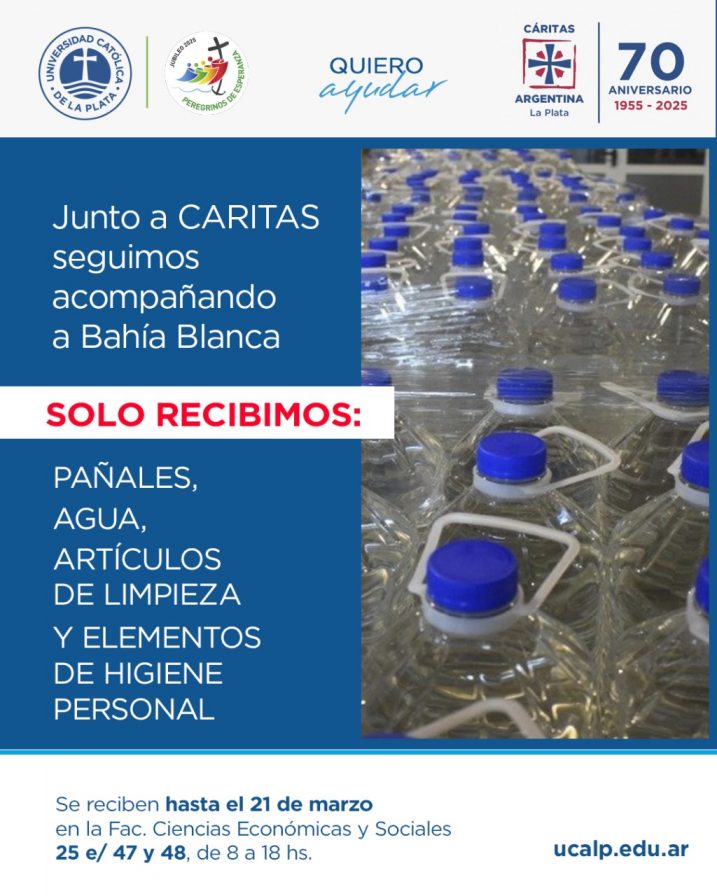 UNIVERSIDAD CATÓLICA
DE LA PLATA
JUBILEO 2025
PEREGRINOS DE ESPERANZA
QUIERO
ayudar
CÁRITAS
ARGENTINA
La Plata
70
ANIVERSARIO
1955 - 2025
Junto a CARITAS
seguimos
acompañando
a Bahía Blanca
SOLO RECIBIMOS:
PAÑALES,
AGUA,
ARTÍCULOS
DE LIMPIEZA
Y ELEMENTOS
DE HIGIENE
PERSONAL
Se reciben hasta el 21 de marzo
en la Fac. Ciencias Económicas y Sociales
25 e/ 47 y 48, de 8 a 18 hs.
ucalp.edu.ar